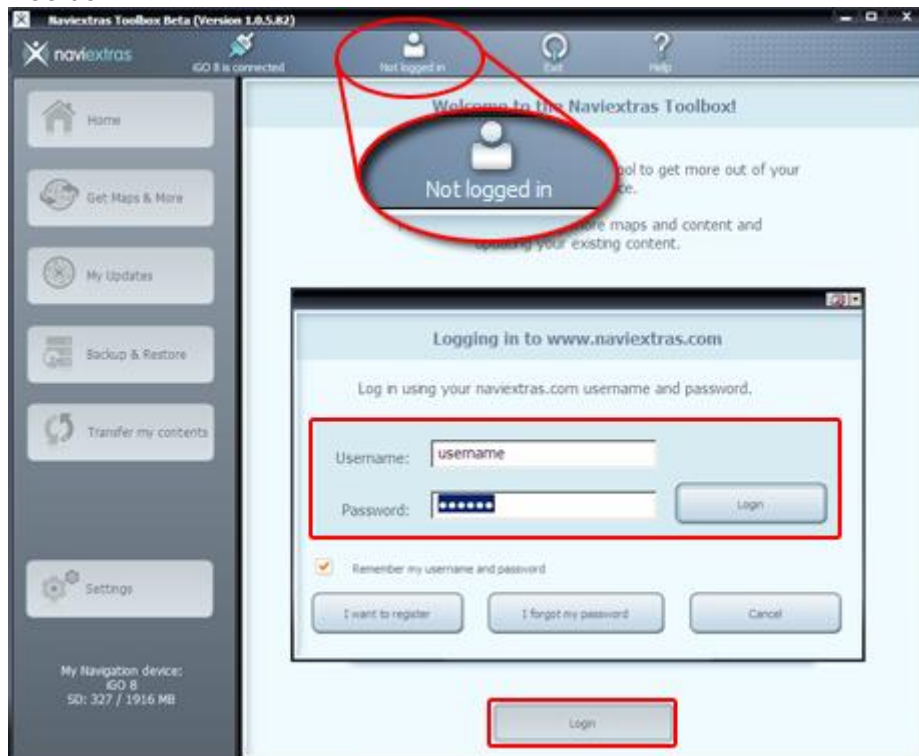 Naviextras Toolbox Beta (Version 1.0.5.82)
naviextras
iGO 8 is connected
Not logged in
Exit
Help
Home
Get Maps & More
My Updates
Backup & Restore
Transfer my contents
Settings
My Navigation device:
iGO 8
SD: 327 / 1916 MB
Welcome to the Naviextras Toolbox!
Not logged in
ool to get more out of your
ce.
more maps and content and
updating your existing content.
Logging in to www.naviextras.com
Log in using your naviextras.com username and password.
Username: username
Password: ••••••
Login
Remember my username and password
I want to register
I forgot my password
Cancel
Login